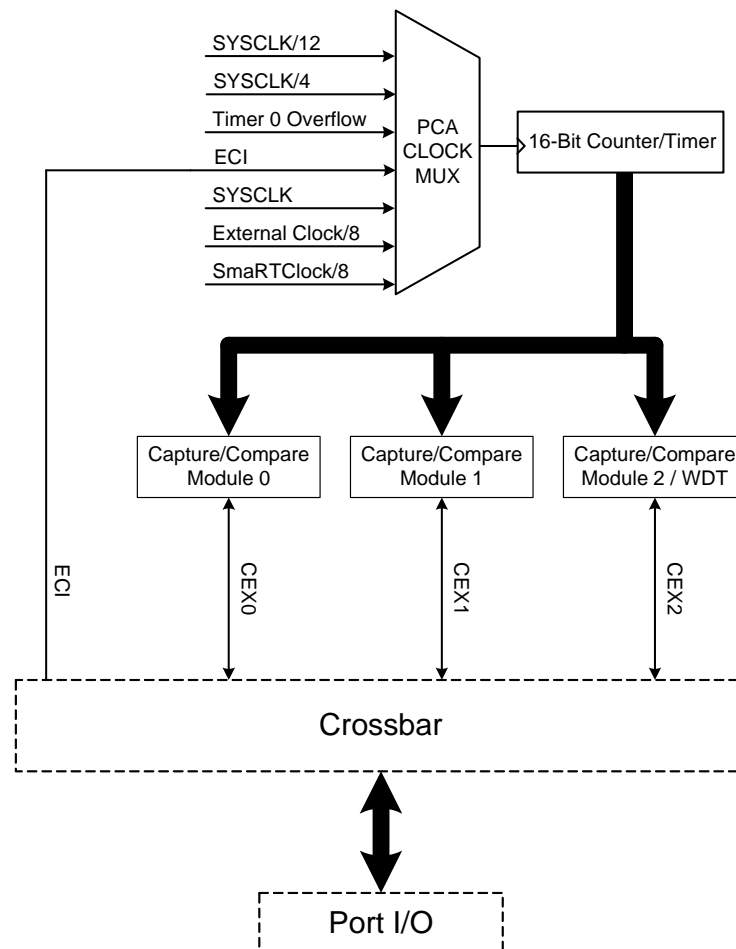 SYSCLK/12
SYSCLK/4
Timer 0 Overflow
ECI
SYSCLK
External Clock/8
SmaRTClock/8
PCA
CLOCK
MUX
16-Bit Counter/Timer
Capture/Compare
Module 0
Capture/Compare
Module 1
Capture/Compare
Module 2 / WDT
ECI
CEX0
CEX1
CEX2
Crossbar
Port I/O